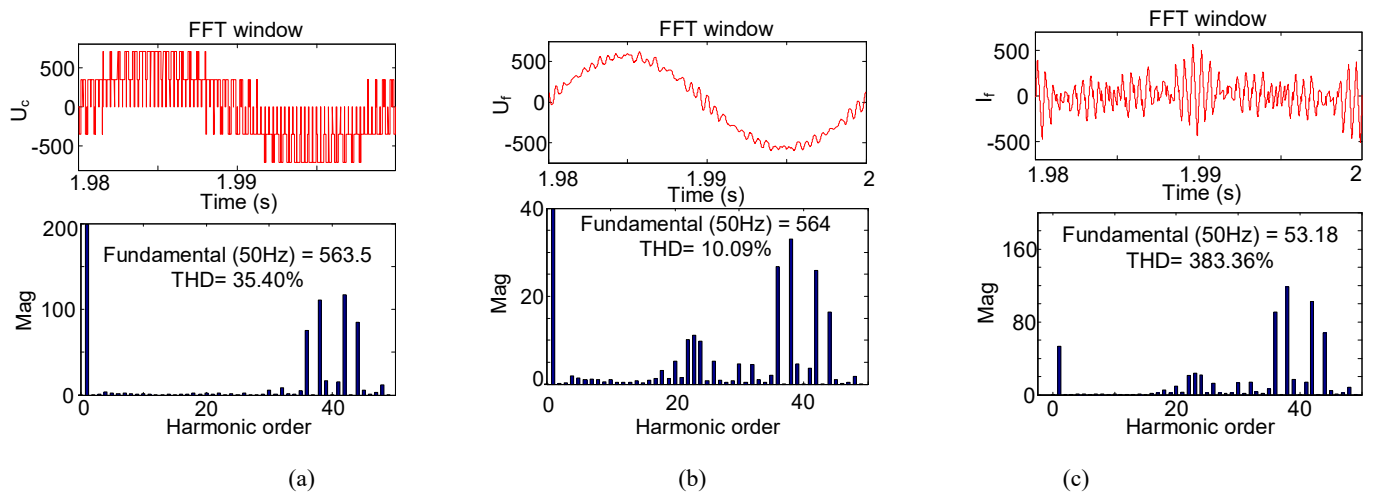 FFT window
U_c
500
0
-500
1.98
1.99
Time (s)
200
100
0
Mag
Fundamental (50Hz) = 563.5
THD= 35.40%
0
20
40
Harmonic order
(a)
FFT window
U_f
500
0
-500
1.98
1.99
2
Time (s)
40
20
0
Mag
Fundamental (50Hz) = 564
THD= 10.09%
0
20
40
Harmonic order
(b)
FFT window
I_f
500
0
-500
1.98
1.99
2
Time (s)
160
80
0
Mag
Fundamental (50Hz) = 53.18
THD= 383.36%
0
20
40
Harmonic order
(c)